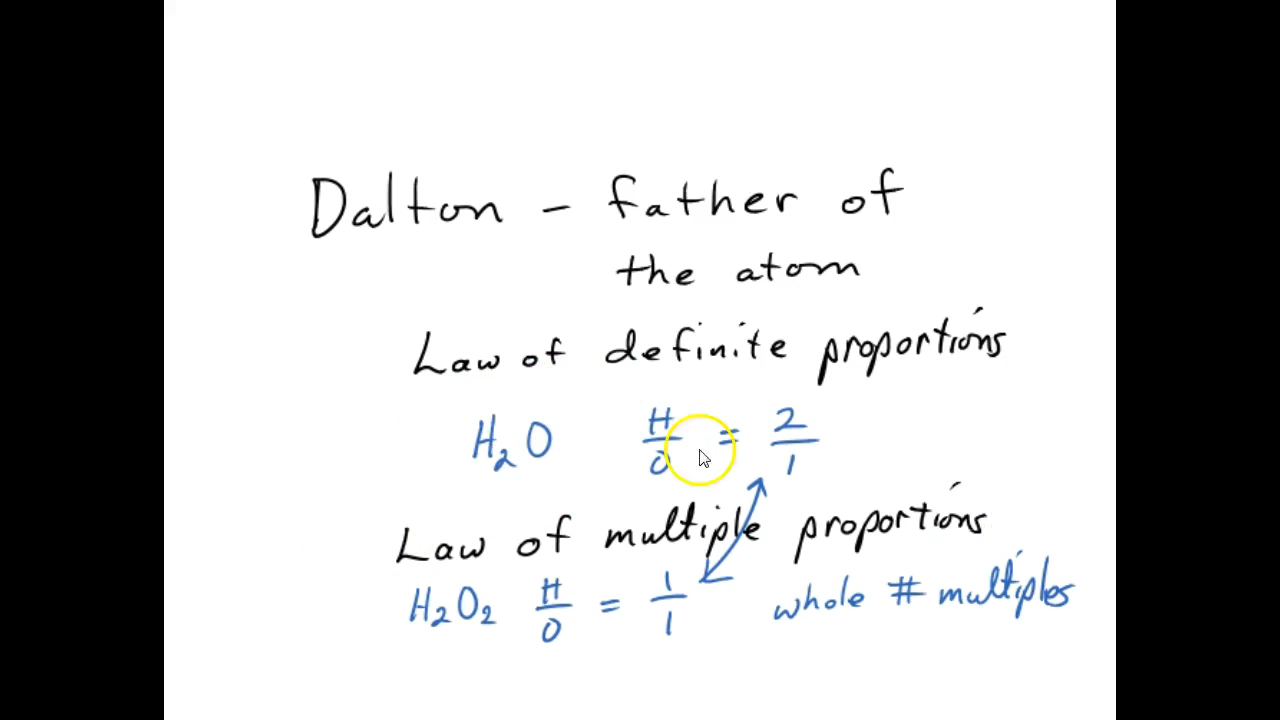 Dalton - father of
the atom
Law of definite proportions
H₂O H/O = 2/1
Law of multiple proportions
H₂O₂ H/O = 1/1 whole # multiples